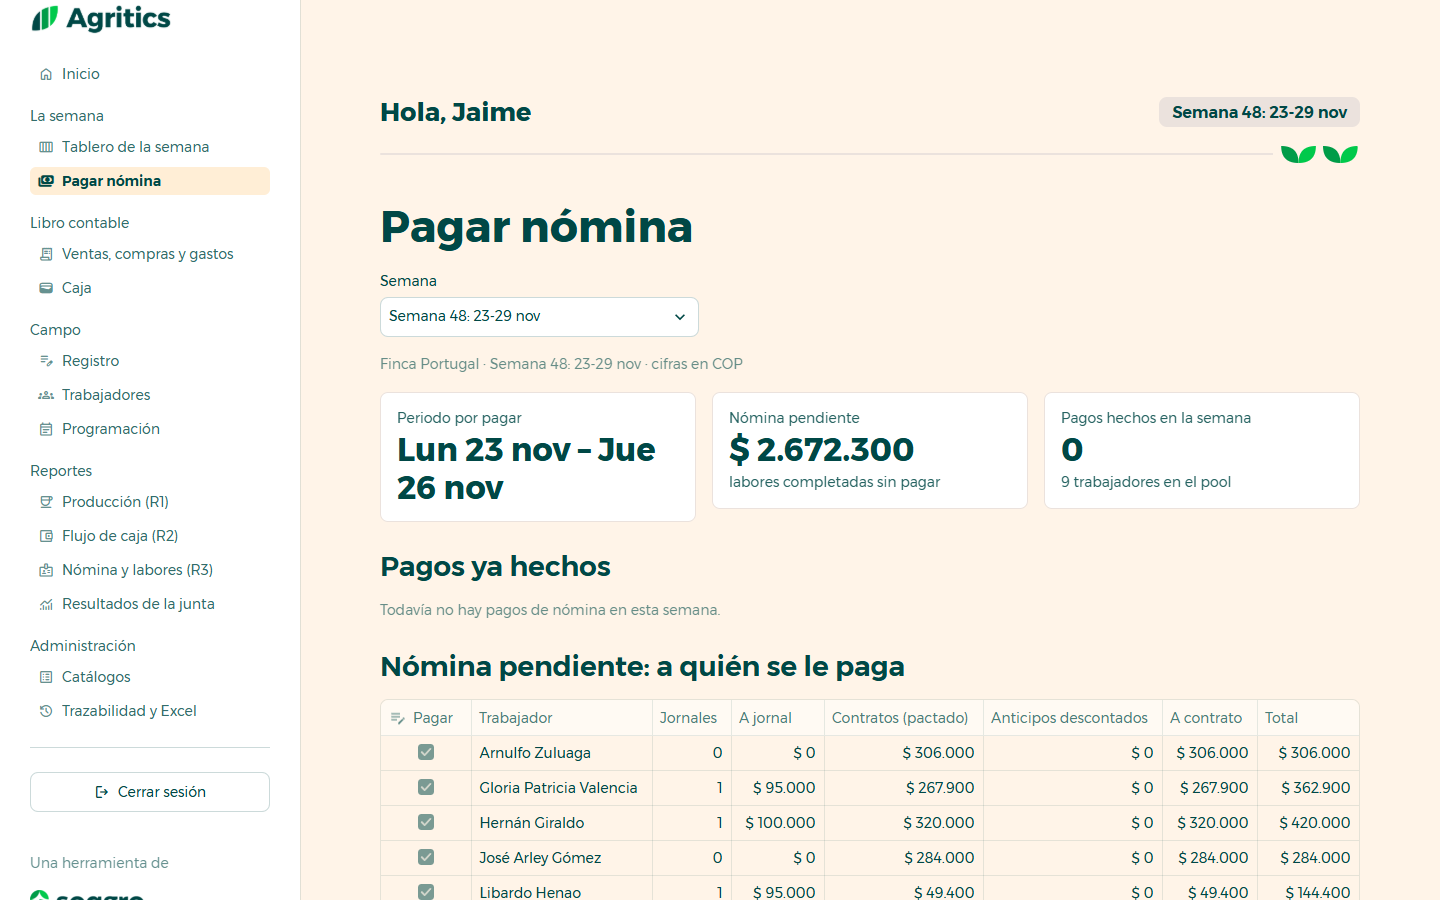 Agritics
Inicio
La semana
Tablero de la semana
Pagar nómina
Libro contable
Ventas, compras y gastos
Caja
Campo
Registro
Trabajadores
Programación
Reportes
Producción (R1)
Flujo de caja (R2)
Nómina y labores (R3)
Resultados de la junta
Administración
Catálogos
Trazabilidad y Excel
Cerrar sesión
Una herramienta de
Hola, Jaime
Semana 48: 23-29 nov
Pagar nómina
Semana
Semana 48: 23-29 nov
Finca Portugal · Semana 48: 23-29 nov · cifras en COP
Periodo por pagar
Lun 23 nov – Jue
26 nov
Nómina pendiente
$ 2.672.300
labores completadas sin pagar
Pagos hechos en la semana
0
9 trabajadores en el pool
Pagos ya hechos
Todavía no hay pagos de nómina en esta semana.
Nómina pendiente: a quién se le paga
Pagar Trabajador Jornales A jornal Contratos (pactado) Anticipos descontados A contrato Total
Arnulfo Zuluaga 0 $ 0 $ 306.000 $ 0 $ 306.000 $ 306.000
Gloria Patricia Valencia 1 $ 95.000 $ 267.900 $ 0 $ 267.900 $ 362.900
Hernán Giraldo 1 $ 100.000 $ 320.000 $ 0 $ 320.000 $ 420.000
José Arley Gómez 0 $ 0 $ 284.000 $ 0 $ 284.000 $ 284.000
Libardo Henao 1 $ 95.000 $ 49.400 $ 0 $ 49.400 $ 144.400